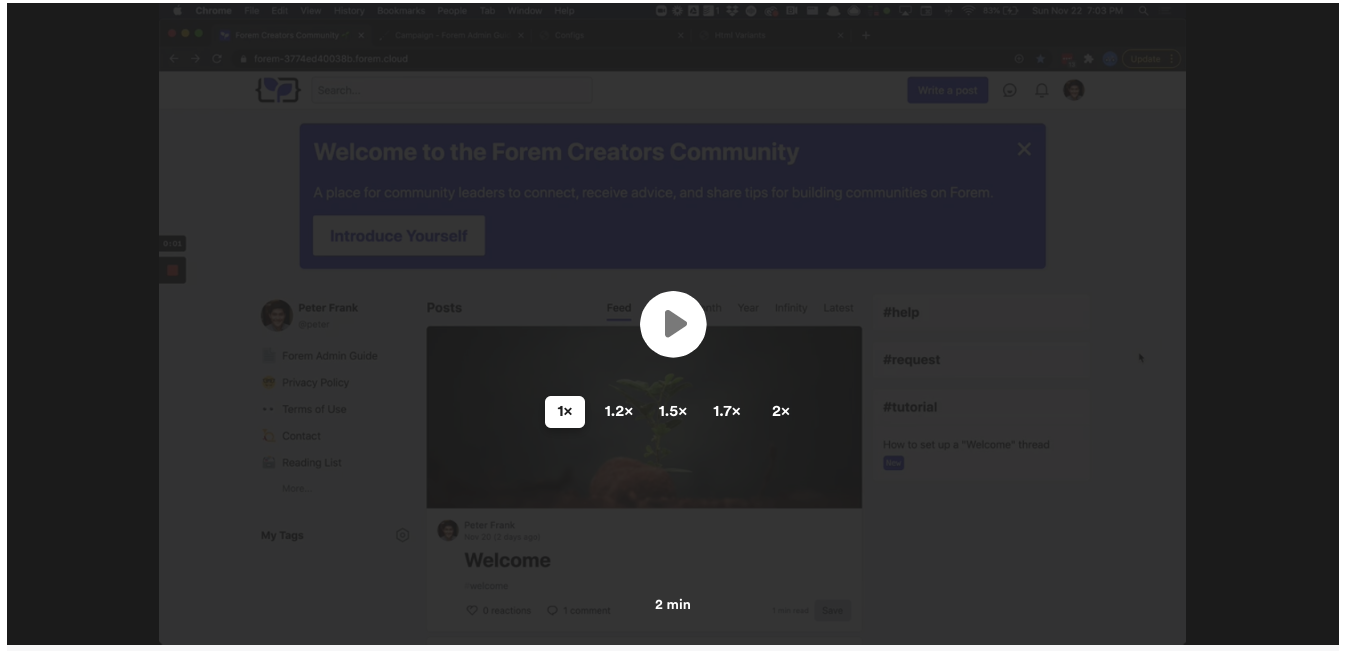 Chrome File Edit View History Bookmarks People Tab Window Help 93% Sun Nov 22 7:03 PM
Forem Creators Community Campaign - Forem Admin Configs Html Variants
forem-3774ed40036b.forem.cloud Update
Search... Write a post
Welcome to the Forem Creators Community
A place for community leaders to connect, receive advice, and share tips for building communities on Forem.
Introduce Yourself
0:01
Peter Frank
@peter
Forem Admin Guide
Privacy Policy
Terms of Use
Contact
Reading List
More...
My Tags
Posts Feed Year Infinity Latest
1× 1.2× 1.5× 1.7× 2×
Peter Frank
Nov 20 (2 days ago)
Welcome
#welcome
0 reactions 1 comment 1 min read Save
2 min
#help
#request
#tutorial
How to set up a "Welcome" thread
new